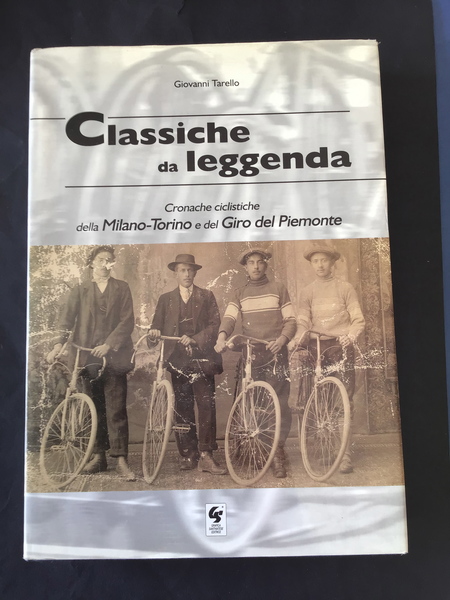 Giovanni Tarello
Classiche
da leggenda
Cronache ciclistiche
della Milano-Torino e del Giro del Piemonte